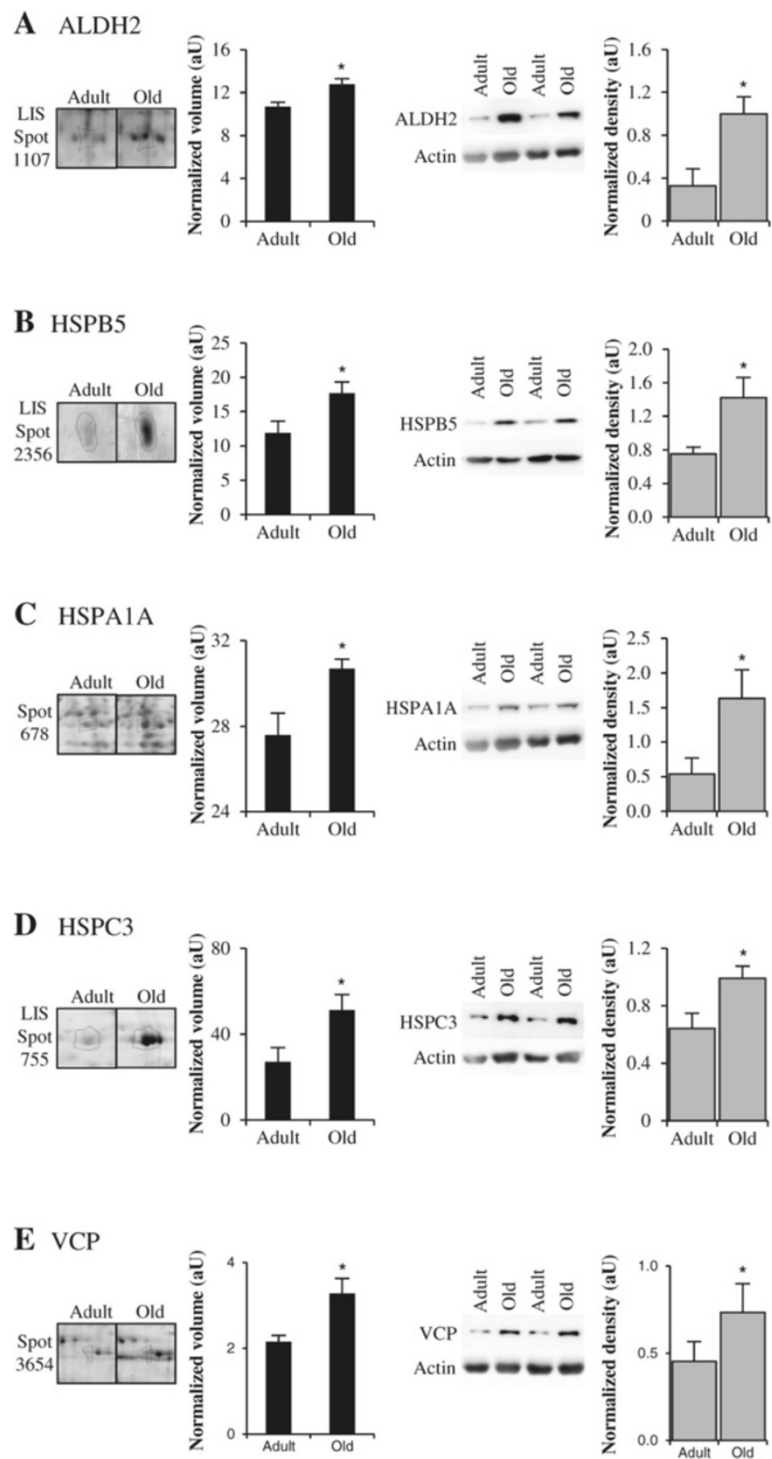 A ALDH2
Adult Old
LIS
Spot
1107
Normalized volume (aU)
16
12
8
4
0
*
Adult Old
Adult Old Adult Old
ALDH2
Actin
Normalized density (aU)
1.6
1.2
0.8
0.4
0
*
Adult Old
B HSPB5
Adult Old
LIS
Spot
2356
Normalized volume (aU)
25
20
15
10
5
0
*
Adult Old
Adult Old Adult Old
HSPB5
Actin
Normalized density (aU)
2.0
1.6
1.2
0.8
0.4
0.0
*
Adult Old
C HSPA1A
Adult Old
Spot
678
Normalized volume (aU)
32
28
24
*
Adult Old
Adult Old Adult Old
HSPA1A
Actin
Normalized density (aU)
2.5
2.0
1.5
1.0
0.5
0.0
*
Adult Old
D HSPC3
Adult Old
LIS
Spot
755
Normalized volume (aU)
80
40
0
*
Adult Old
Adult Old Adult Old
HSPC3
Actin
Normalized density (aU)
1.2
0.8
0.4
0
*
Adult Old
E VCP
Adult Old
Spot
3654
Normalized volume (aU)
4
2
0
*
Adult Old
Adult Old Adult Old
VCP
Actin
Normalized density (aU)
1.0
0.5
0.0
*
Adult Old